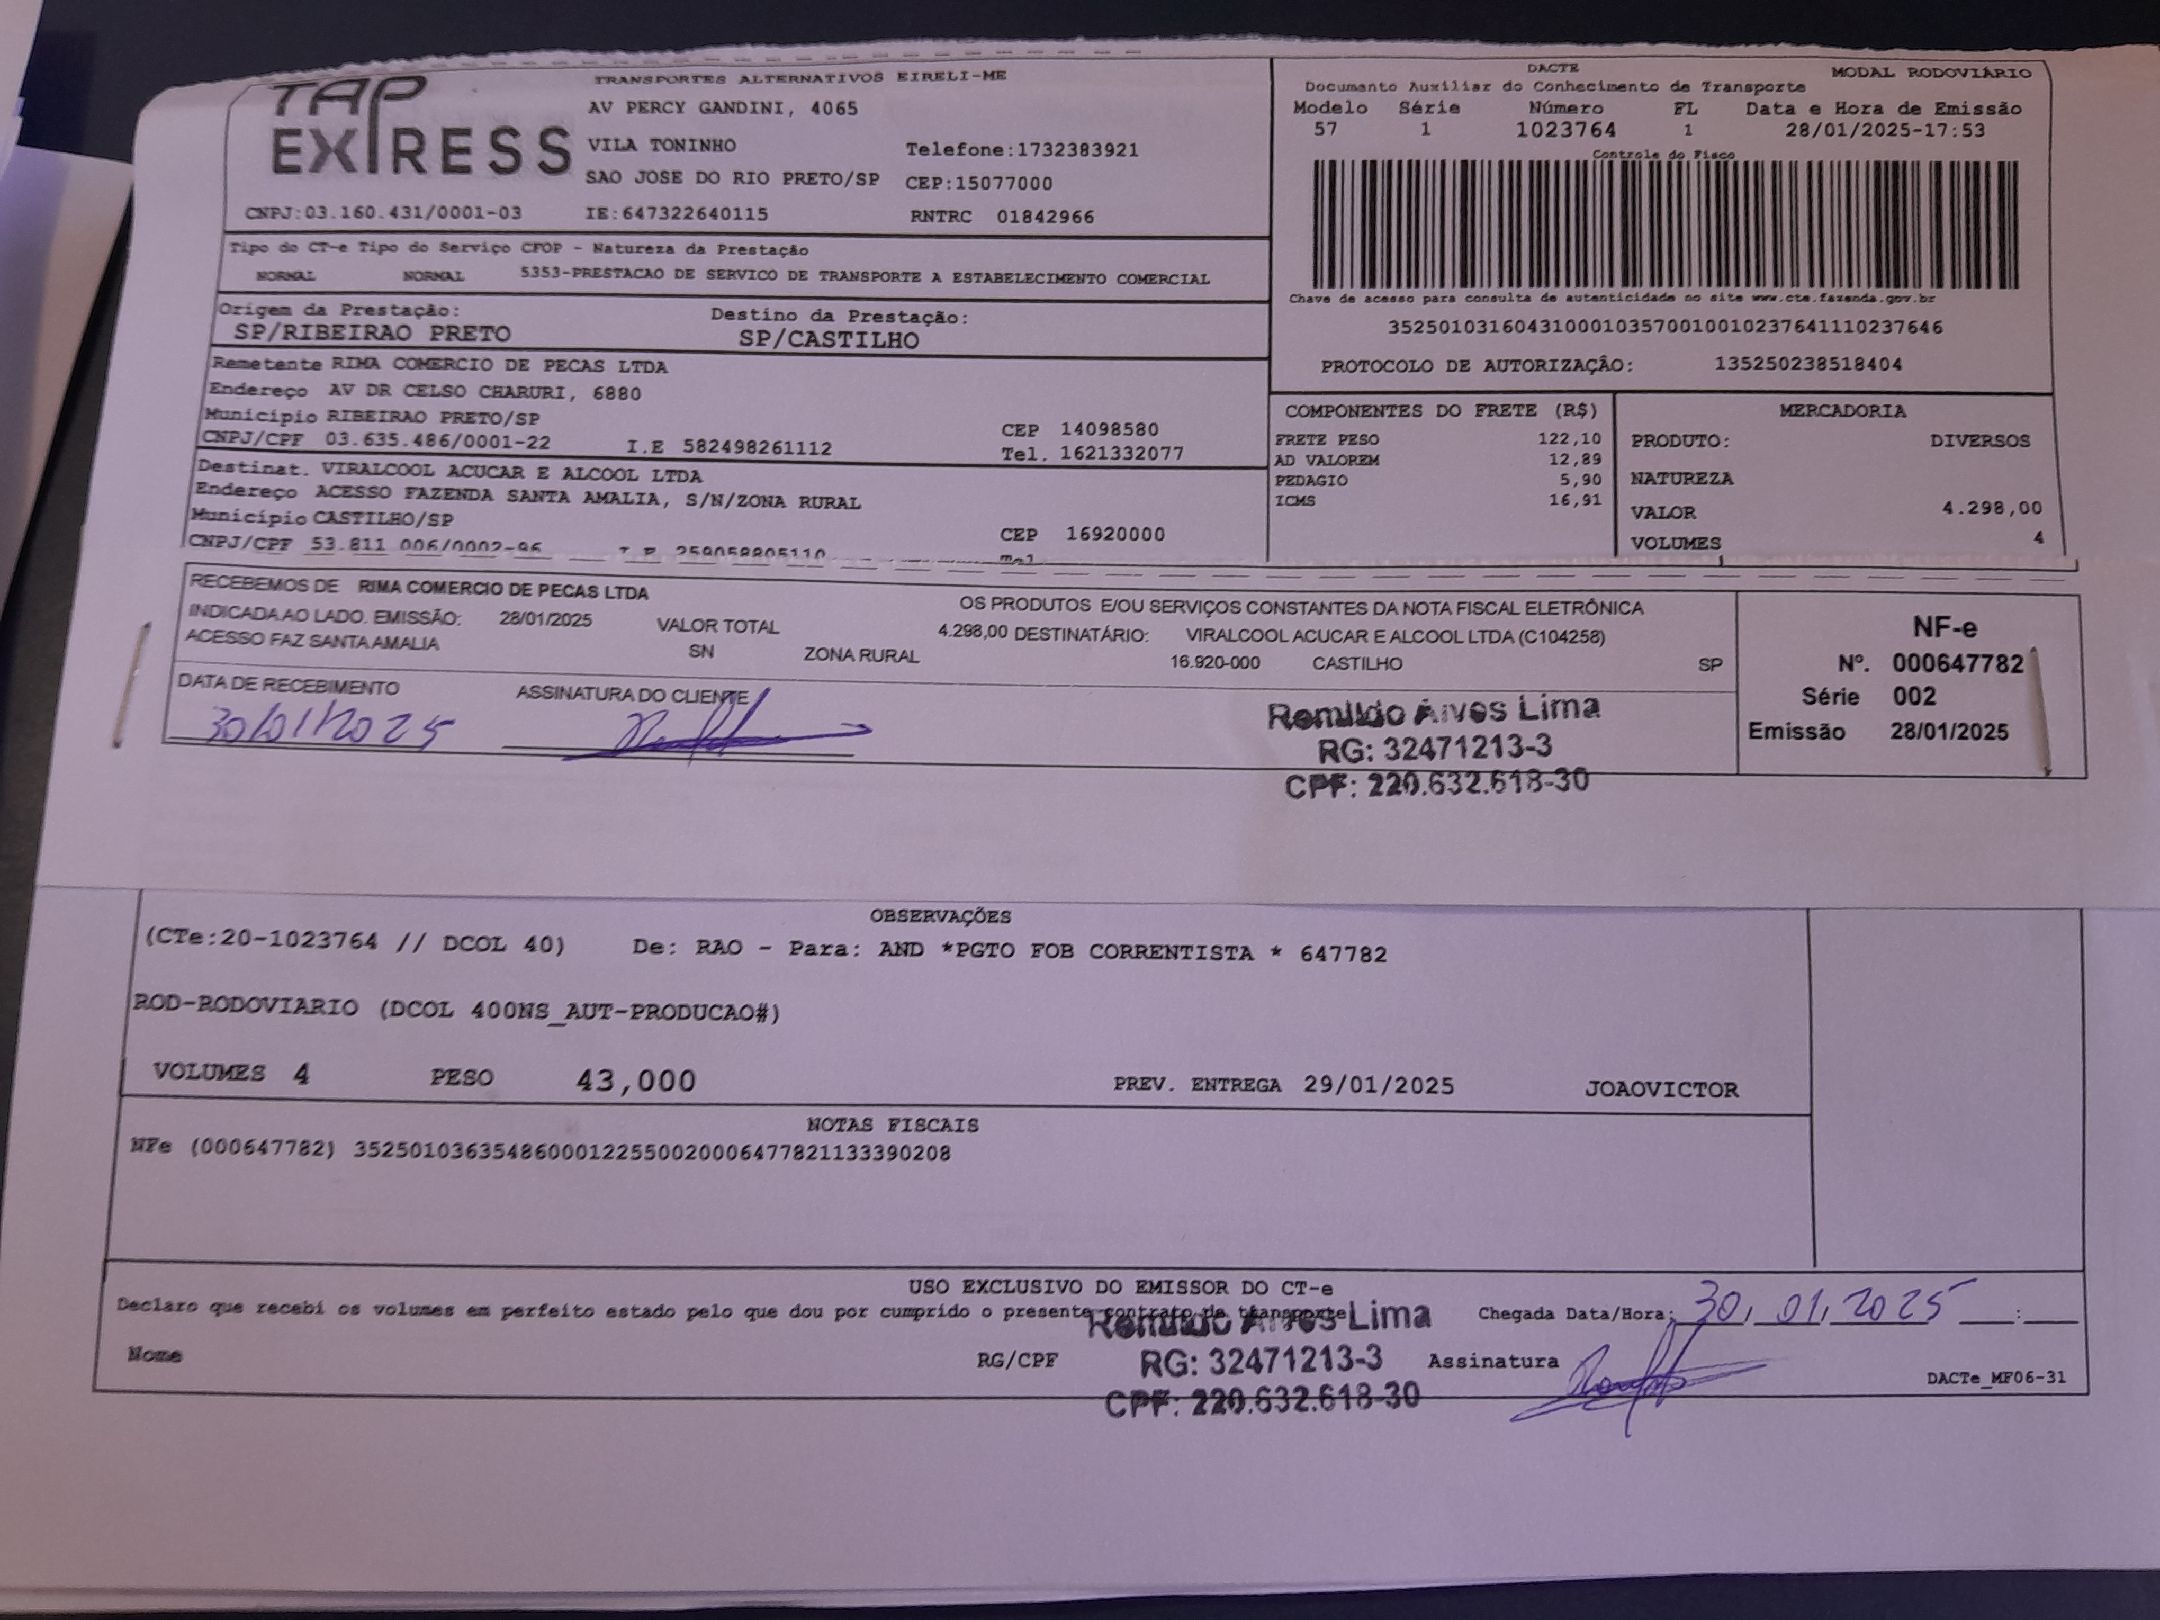 TAP EXPRESS
TRANSPORTES ALTERNATIVOS EIRELI-ME
AV PERCY GANDINI, 4065
VILA TONINHO Telefone:1732383921
SAO JOSE DO RIO PRETO/SP CEP:15077000
CNPJ:03.160.431/0001-03 IE:647322640115 RNTRC 01842966
DACTE MODAL RODOVIÁRIO
Documento Auxiliar do Conhecimento de Transporte
Modelo Série Número FL Data e Hora de Emissão
57 1 1023764 1 28/01/2025-17:53
Controle do Fisco
Chave de acesso para consulta de autenticidade no site www.cte.fazenda.gov.br
35250103160431000103570010010237641110237646
PROTOCOLO DE AUTORIZAÇÃO: 135250238518404
Tipo do CT-e Tipo do Serviço CFOP - Natureza da Prestação
NORMAL NORMAL 5353-PRESTACAO DE SERVICO DE TRANSPORTE A ESTABELECIMENTO COMERCIAL
Origem da Prestação: Destino da Prestação:
SP/RIBEIRAO PRETO SP/CASTILHO
Remetente RIMA COMERCIO DE PECAS LTDA
Endereço AV DR CELSO CHARURI, 6880
Município RIBEIRAO PRETO/SP CEP 14098580
CNPJ/CPF 03.635.486/0001-22 I.E 582498261112 Tel. 1621332077
Destinat. VIRALCOOL ACUCAR E ALCOOL LTDA
Endereço ACESSO FAZENDA SANTA AMALIA, S/N/ZONA RURAL
Município CASTILHO/SP CEP 16920000
CNPJ/CPF 53.811.006/0002-96 I.E 259058805110 Tel
COMPONENTES DO FRETE (R$)
FRETE PESO 122,10
AD VALOREM 12,89
PEDAGIO 5,90
ICMS 16,91
MERCADORIA
PRODUTO: DIVERSOS
NATUREZA
VALOR 4.298,00
VOLUMES 4
RECEBEMOS DE RIMA COMERCIO DE PECAS LTDA OS PRODUTOS E/OU SERVIÇOS CONSTANTES DA NOTA FISCAL ELETRÔNICA
INDICADA AO LADO. EMISSÃO: 28/01/2025 VALOR TOTAL 4.298,00 DESTINATÁRIO: VIRALCOOL ACUCAR E ALCOOL LTDA (C104258)
ACESSO FAZ SANTA AMALIA SN ZONA RURAL 16.920-000 CASTILHO SP
DATA DE RECEBIMENTO ASSINATURA DO CLIENTE
30/01/2025
Romildo Alves Lima
RG: 32471213-3
CPF: 220.632.618-30
NF-e
Nº. 000647782
Série 002
Emissão 28/01/2025
OBSERVAÇÕES
(CTe:20-1023764 // DCOL 40) De: RAO - Para: AND *PGTO FOB CORRENTISTA * 647782
ROD-RODOVIARIO (DCOL 400NS_AUT-PRODUCAO#)
VOLUMES 4 PESO 43,000 PREV. ENTREGA 29/01/2025 JOAOVICTOR
NOTAS FISCAIS
NFe (000647782) 35250103635486000122550020006477821133390208
USO EXCLUSIVO DO EMISSOR DO CT-e
Declaro que recebi os volumes em perfeito estado pelo que dou por cumprido o presente contrato de transporte
Chegada Data/Hora: 30/01/2025 :
Romildo Alves Lima
Nome RG/CPF RG: 32471213-3 Assinatura
CPF: 220.632.618-30
DACTe_MF06-31